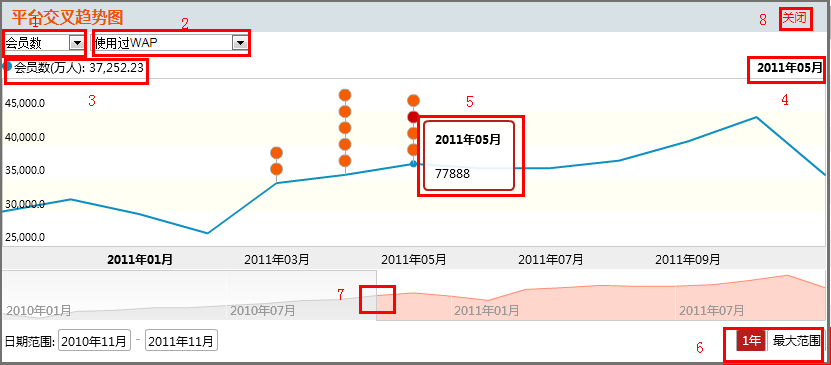 平台交叉趋势图
8
关闭
1
2
会员数
使用过WAP
会员数(万人): 37,252.23
2011年05月
3
5
4
45,000.0
40,000.0
35,000.0
30,000.0
25,000.0
2011年05月
77888
2011年01月
2011年03月
2011年05月
2011年07月
2011年09月
7
2010年01月
2010年07月
2011年01月
2011年07月
日期范围: 2010年11月 - 2011年11月
6
1年
最大范围